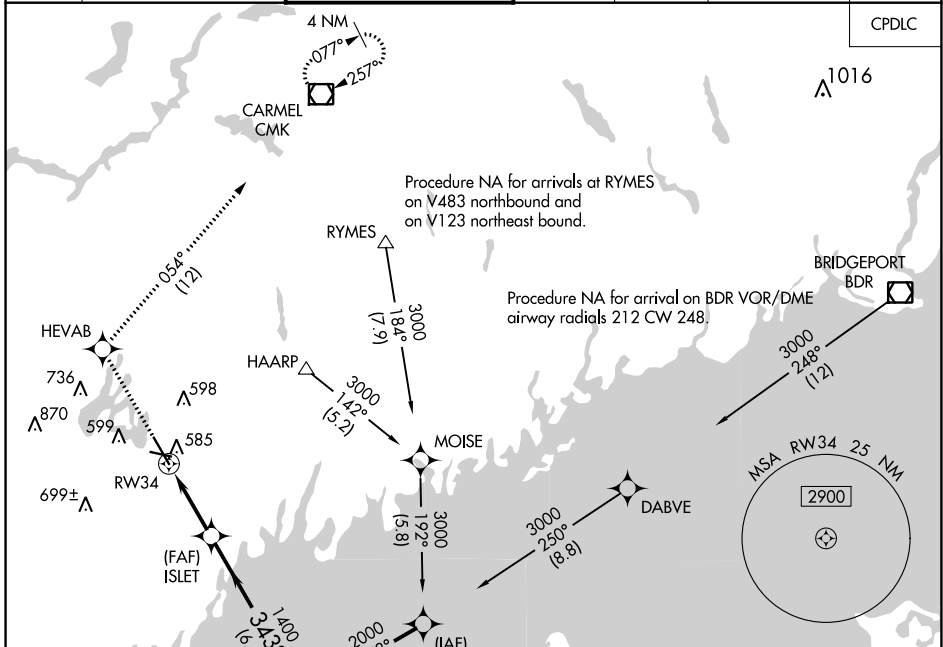 CPDLC
4 NM
077°
257°
CARMEL
CMK
1016
Procedure NA for arrivals at RYMES
on V483 northbound and
on V123 northeast bound.
RYMES
054°
(12)
BRIDGEPORT
BDR
Procedure NA for arrival on BDR VOR/DME
airway radials 212 CW 248.
3000
184°
(7.9)
3000
248°
(12)
HEVAB
HAARP
3000
142°
(5.2)
736
598
870
599
585
MOISE
RW34
699±
MSA RW34 25 NM
2900
DABVE
3000
192°
(5.8)
3000
250°
(8.8)
(FAF)
ISLET
1400
343°
2000
(IAF)